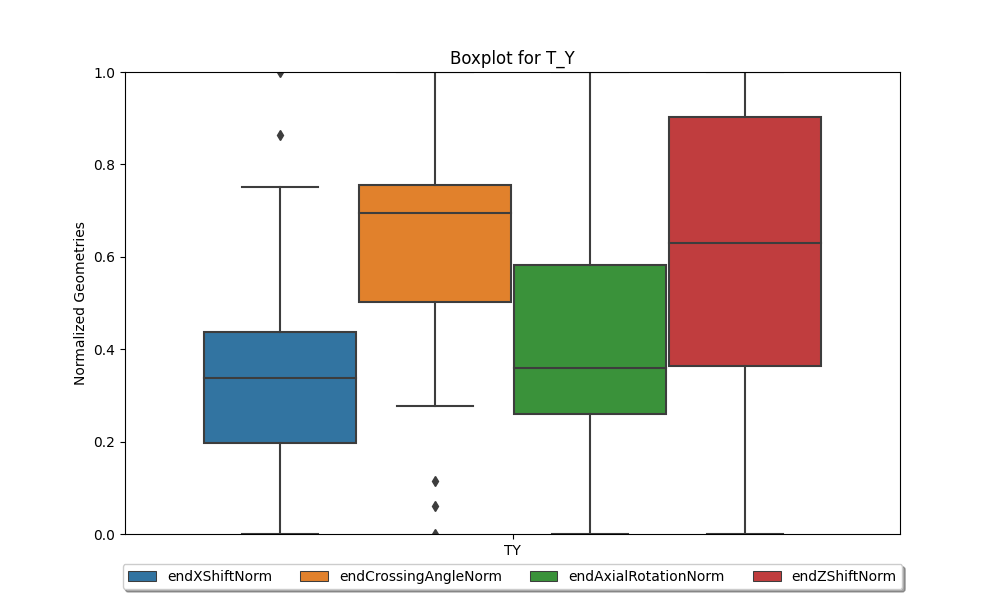 Boxplot for T_Y
Normalized Geometries
1.0
0.8
0.6
0.4
0.2
0.0
TY
endXShiftNorm endCrossingAngleNorm endAxialRotationNorm endZShiftNorm